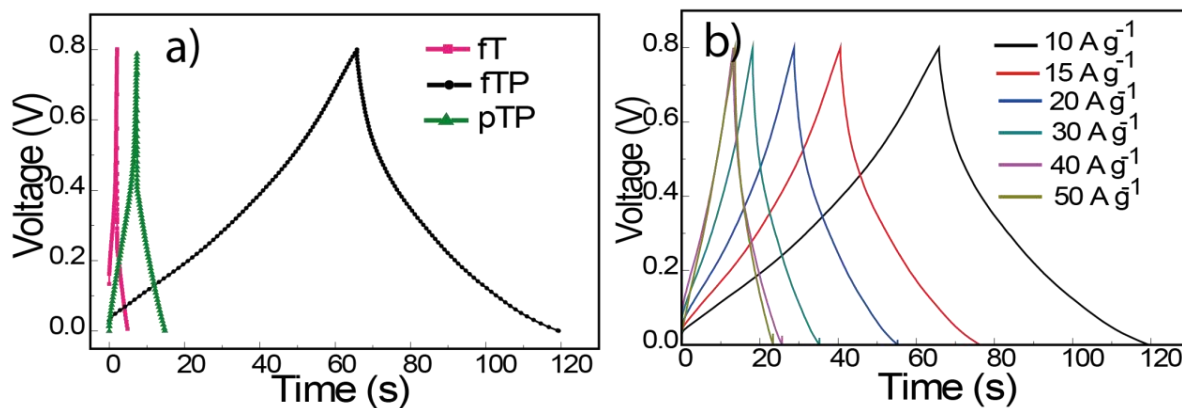 a)
fT
fTP
pTP
Voltage (V)
0.8
0.6
0.4
0.2
0.0
0 20 40 60 80 100 120
Time (s)
b)
10 A g-1
15 A g-1
20 A g-1
30 A g-1
40 A g-1
50 A g-1
Voltage (V)
0.8
0.6
0.4
0.2
0.0
0 20 40 60 80 100 120
Time (s)